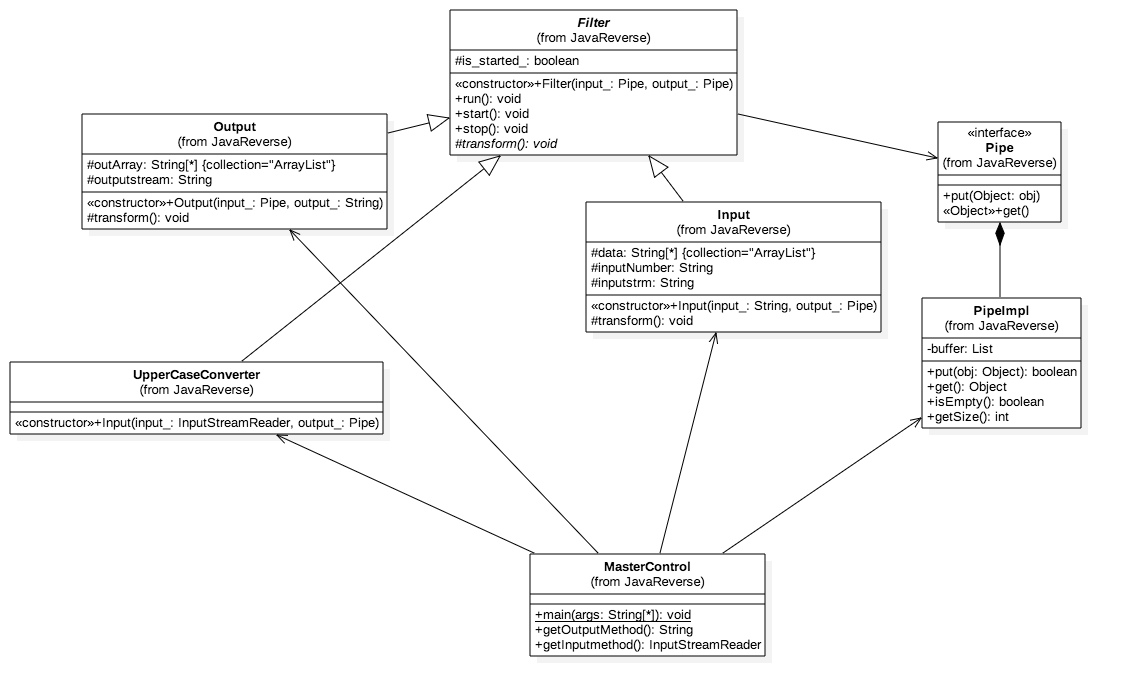 Filter
(from JavaReverse)
#is_started_: boolean
«constructor»+Filter(input_: Pipe, output_: Pipe)
+run(): void
+start(): void
+stop(): void
#transform(): void
Output
(from JavaReverse)
#outArray: String[*] {collection="ArrayList"}
#outputstream: String
«constructor»+Output(input_: Pipe, output_: String)
#transform(): void
«interface»
Pipe
(from JavaReverse)
+put(Object: obj)
«Object»+get()
Input
(from JavaReverse)
#data: String[*] {collection="ArrayList"}
#inputNumber: String
#inputstrm: String
«constructor»+Input(input_: String, output_: Pipe)
#transform(): void
PipeImpl
(from JavaReverse)
-buffer: List
+put(obj: Object): boolean
+get(): Object
+isEmpty(): boolean
+getSize(): int
UpperCaseConverter
(from JavaReverse)
«constructor»+Input(input_: InputStreamReader, output_: Pipe)
MasterControl
(from JavaReverse)
+main(args: String[*]): void
+getOutputMethod(): String
+getInputmethod(): InputStreamReader